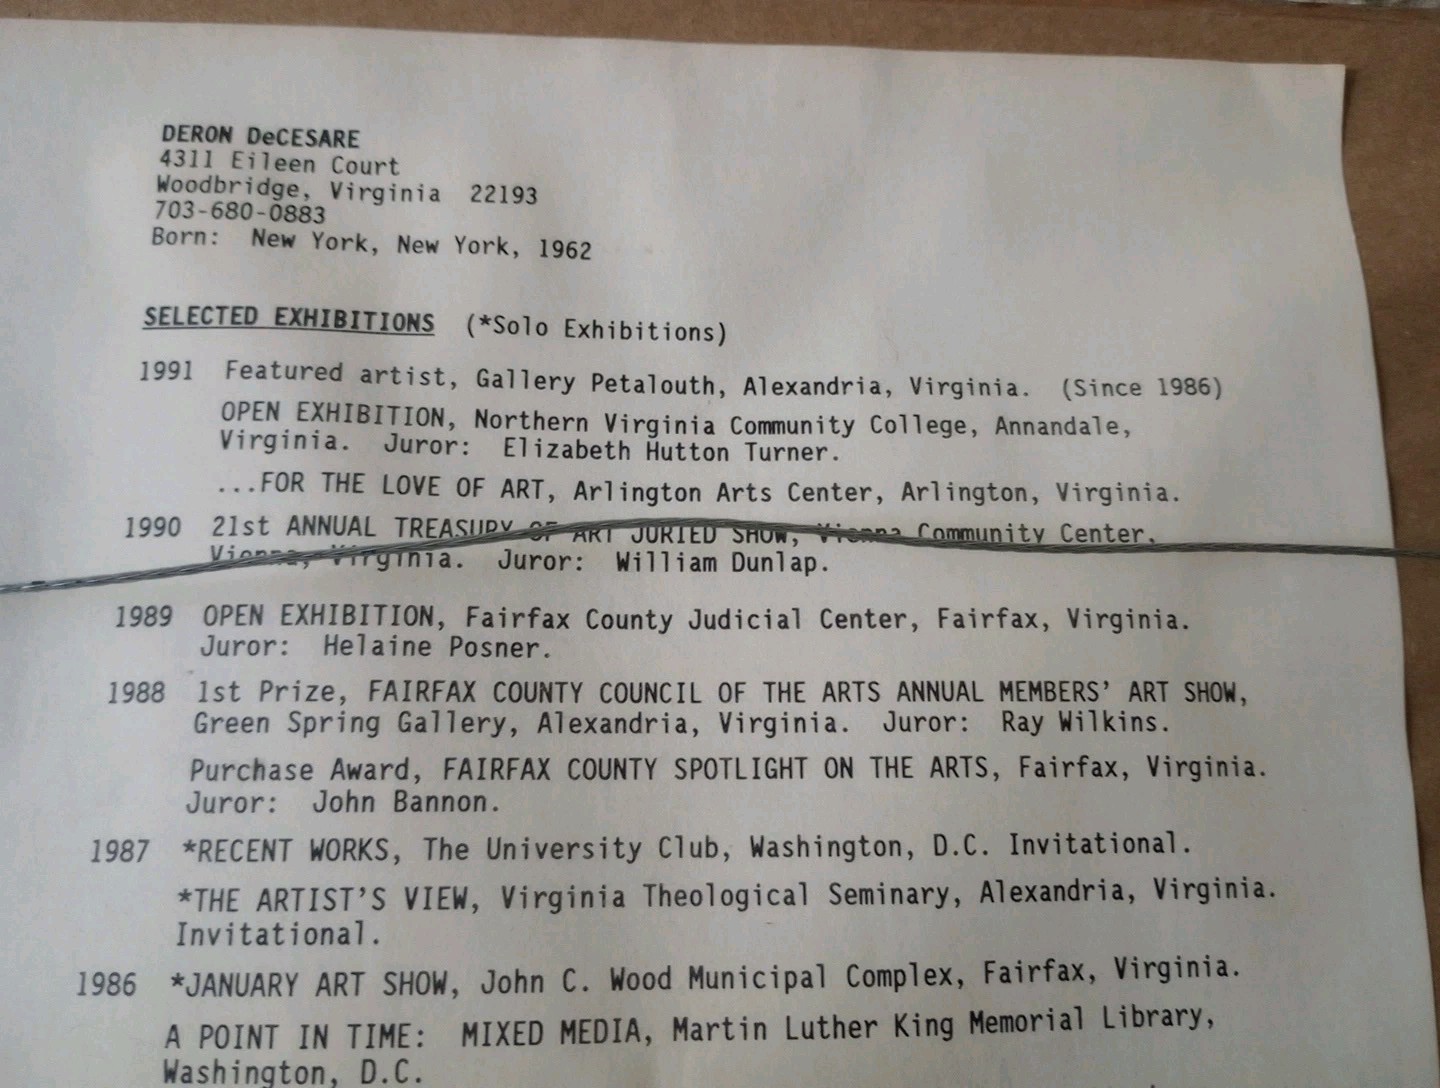 DERON DeCESARE
4311 Eileen Court
Woodbridge, Virginia 22193
703-680-0883
Born: New York, New York, 1962
SELECTED EXHIBITIONS (*Solo Exhibitions)
1991 Featured artist, Gallery Petalouth, Alexandria, Virginia. (Since 1986)
OPEN EXHIBITION, Northern Virginia Community College, Annandale,
Virginia. Juror: Elizabeth Hutton Turner.
...FOR THE LOVE OF ART, Arlington Arts Center, Arlington, Virginia.
1990 21st ANNUAL TREASURY OF ART JURIED SHOW, Vienna Community Center,
Vienna, Virginia. Juror: William Dunlap.
1989 OPEN EXHIBITION, Fairfax County Judicial Center, Fairfax, Virginia.
Juror: Helaine Posner.
1988 1st Prize, FAIRFAX COUNTY COUNCIL OF THE ARTS ANNUAL MEMBERS' ART SHOW,
Green Spring Gallery, Alexandria, Virginia. Juror: Ray Wilkins.
Purchase Award, FAIRFAX COUNTY SPOTLIGHT ON THE ARTS, Fairfax, Virginia.
Juror: John Bannon.
1987 *RECENT WORKS, The University Club, Washington, D.C. Invitational.
*THE ARTIST'S VIEW, Virginia Theological Seminary, Alexandria, Virginia.
Invitational.
1986 *JANUARY ART SHOW, John C. Wood Municipal Complex, Fairfax, Virginia.
A POINT IN TIME: MIXED MEDIA, Martin Luther King Memorial Library,
Washington, D.C.